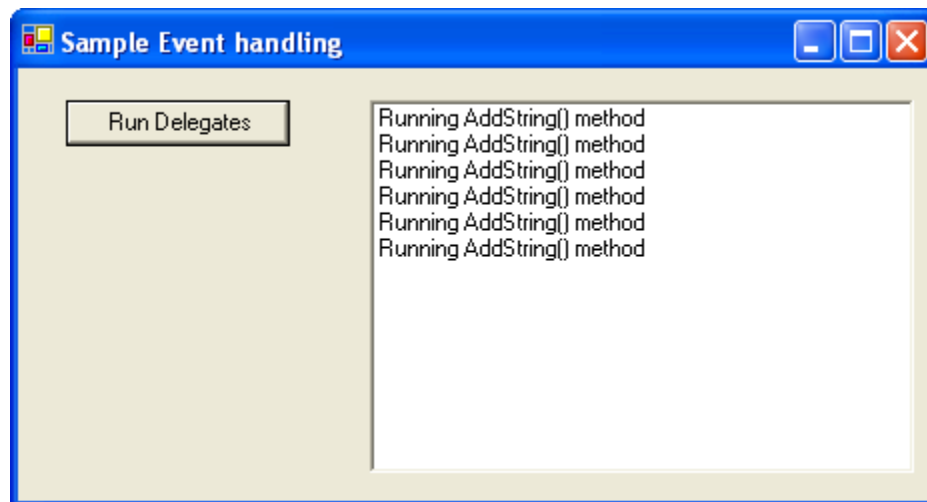 Sample Event handling
Run Delegates
Running AddString() method
Running AddString() method
Running AddString() method
Running AddString() method
Running AddString() method
Running AddString() method